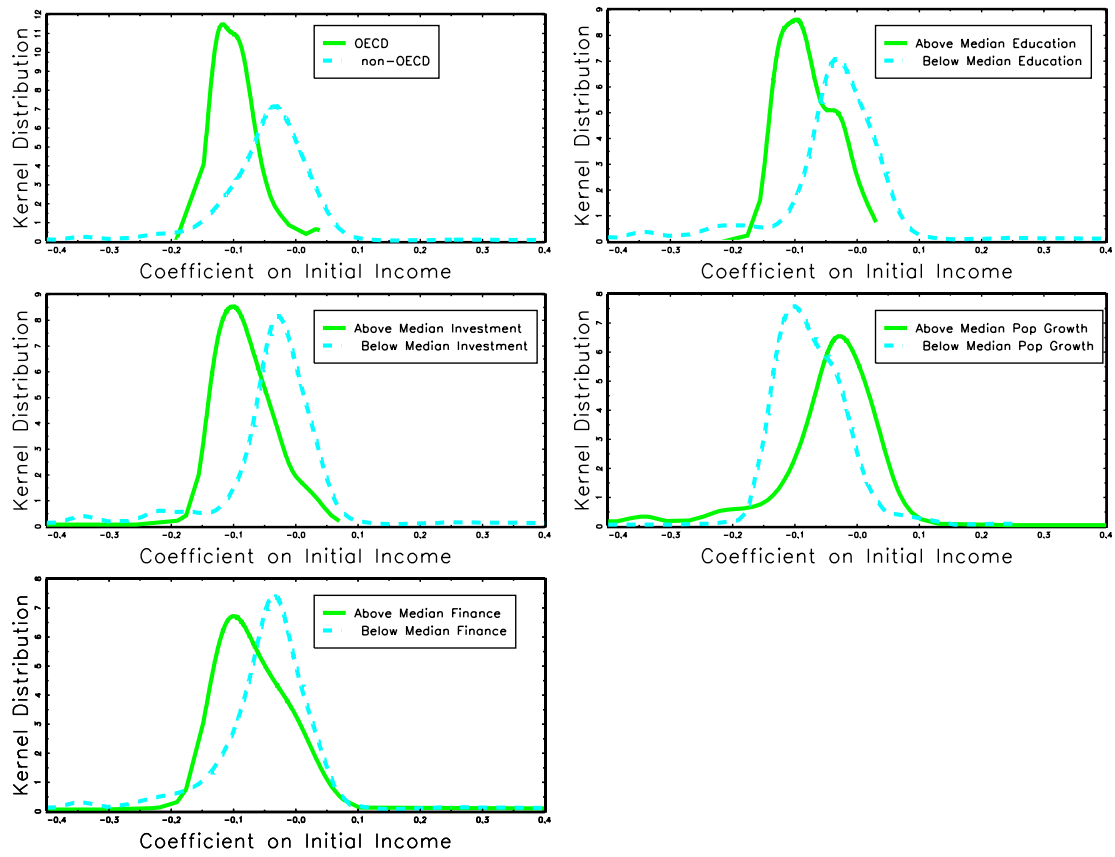 Kernel Distribution
0 1 2 3 4 5 6 7 8 9 10 11 12
OECD
non-OECD
-0.4 -0.3 -0.2 -0.1 -0.0 0.1 0.2 0.3 0.4
Coefficient on Initial Income
Kernel Distribution
0 1 2 3 4 5 6 7 8 9
Above Median Education
Below Median Education
-0.4 -0.3 -0.2 -0.1 -0.0 0.1 0.2 0.3 0.4
Coefficient on Initial Income
Kernel Distribution
0 1 2 3 4 5 6 7 8 9
Above Median Investment
Below Median Investment
-0.4 -0.3 -0.2 -0.1 -0.0 0.1 0.2 0.3 0.4
Coefficient on Initial Income
Kernel Distribution
0 1 2 3 4 5 6 7 8
Above Median Pop Growth
Below Median Pop Growth
-0.4 -0.3 -0.2 -0.1 -0.0 0.1 0.2 0.3 0.4
Coefficient on Initial Income
Kernel Distribution
0 1 2 3 4 5 6 7 8
Above Median Finance
Below Median Finance
-0.4 -0.3 -0.2 -0.1 -0.0 0.1 0.2 0.3 0.4
Coefficient on Initial Income